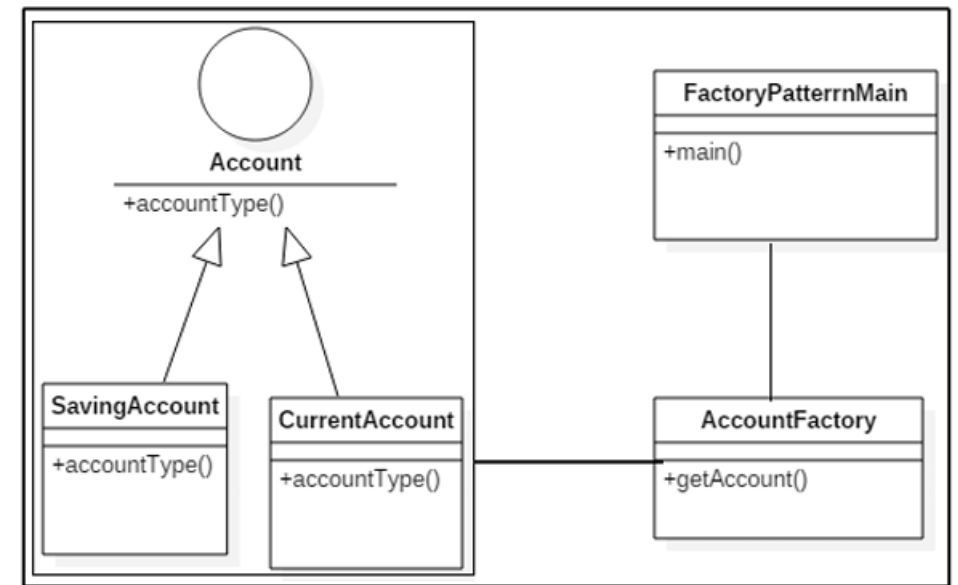 Account
+accountType()
FactoryPatterrnMain
+main()
SavingAccount
+accountType()
CurrentAccount
+accountType()
AccountFactory
+getAccount()